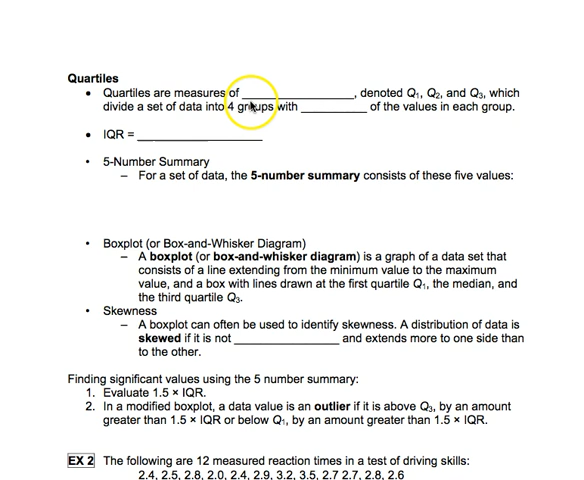 Quartiles
• Quartiles are measures of ________________, denoted Q₁, Q₂, and Q₃, which
divide a set of data into 4 groups with __________ of the values in each group.
• IQR = __________________
• 5-Number Summary
– For a set of data, the 5-number summary consists of these five values:
• Boxplot (or Box-and-Whisker Diagram)
– A boxplot (or box-and-whisker diagram) is a graph of a data set that
consists of a line extending from the minimum value to the maximum
value, and a box with lines drawn at the first quartile Q₁, the median, and
the third quartile Q₃.
• Skewness
– A boxplot can often be used to identify skewness. A distribution of data is
skewed if it is not ________________ and extends more to one side than
to the other.
Finding significant values using the 5 number summary:
1. Evaluate 1.5 × IQR.
2. In a modified boxplot, a data value is an outlier if it is above Q₃, by an amount
greater than 1.5 × IQR or below Q₁, by an amount greater than 1.5 × IQR.
EX 2 The following are 12 measured reaction times in a test of driving skills:
2.4, 2.5, 2.8, 2.0, 2.4, 2.9, 3.2, 3.5, 2.7 2.7, 2.8, 2.6